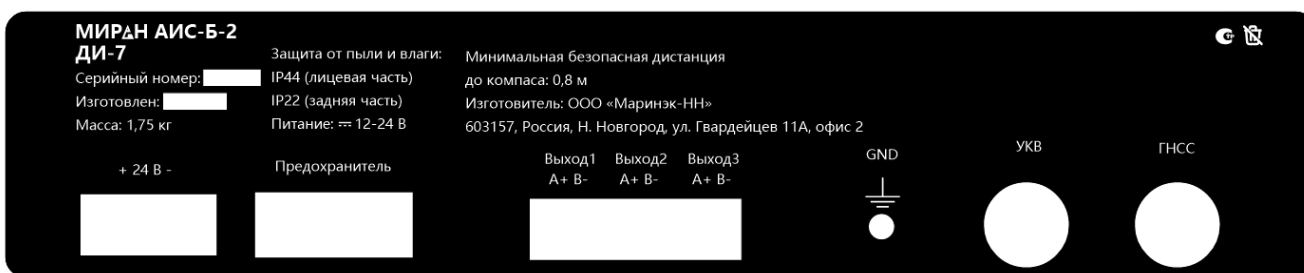 МИРАН АИС-Б-2
ДИ-7
Серийный номер:
Изготовлен:
Масса: 1,75 кг
Защита от пыли и влаги:
IP44 (лицевая часть)
IP22 (задняя часть)
Питание: ⎓ 12-24 В
Минимальная безопасная дистанция
до компаса: 0,8 м
Изготовитель: ООО «Маринэк-НН»
603157, Россия, Н. Новгород, ул. Гвардейцев 11А, офис 2
+ 24 В -
Предохранитель
Выход1 Выход2 Выход3
А+ В- А+ В- А+ В-
GND
УКВ
ГНСС